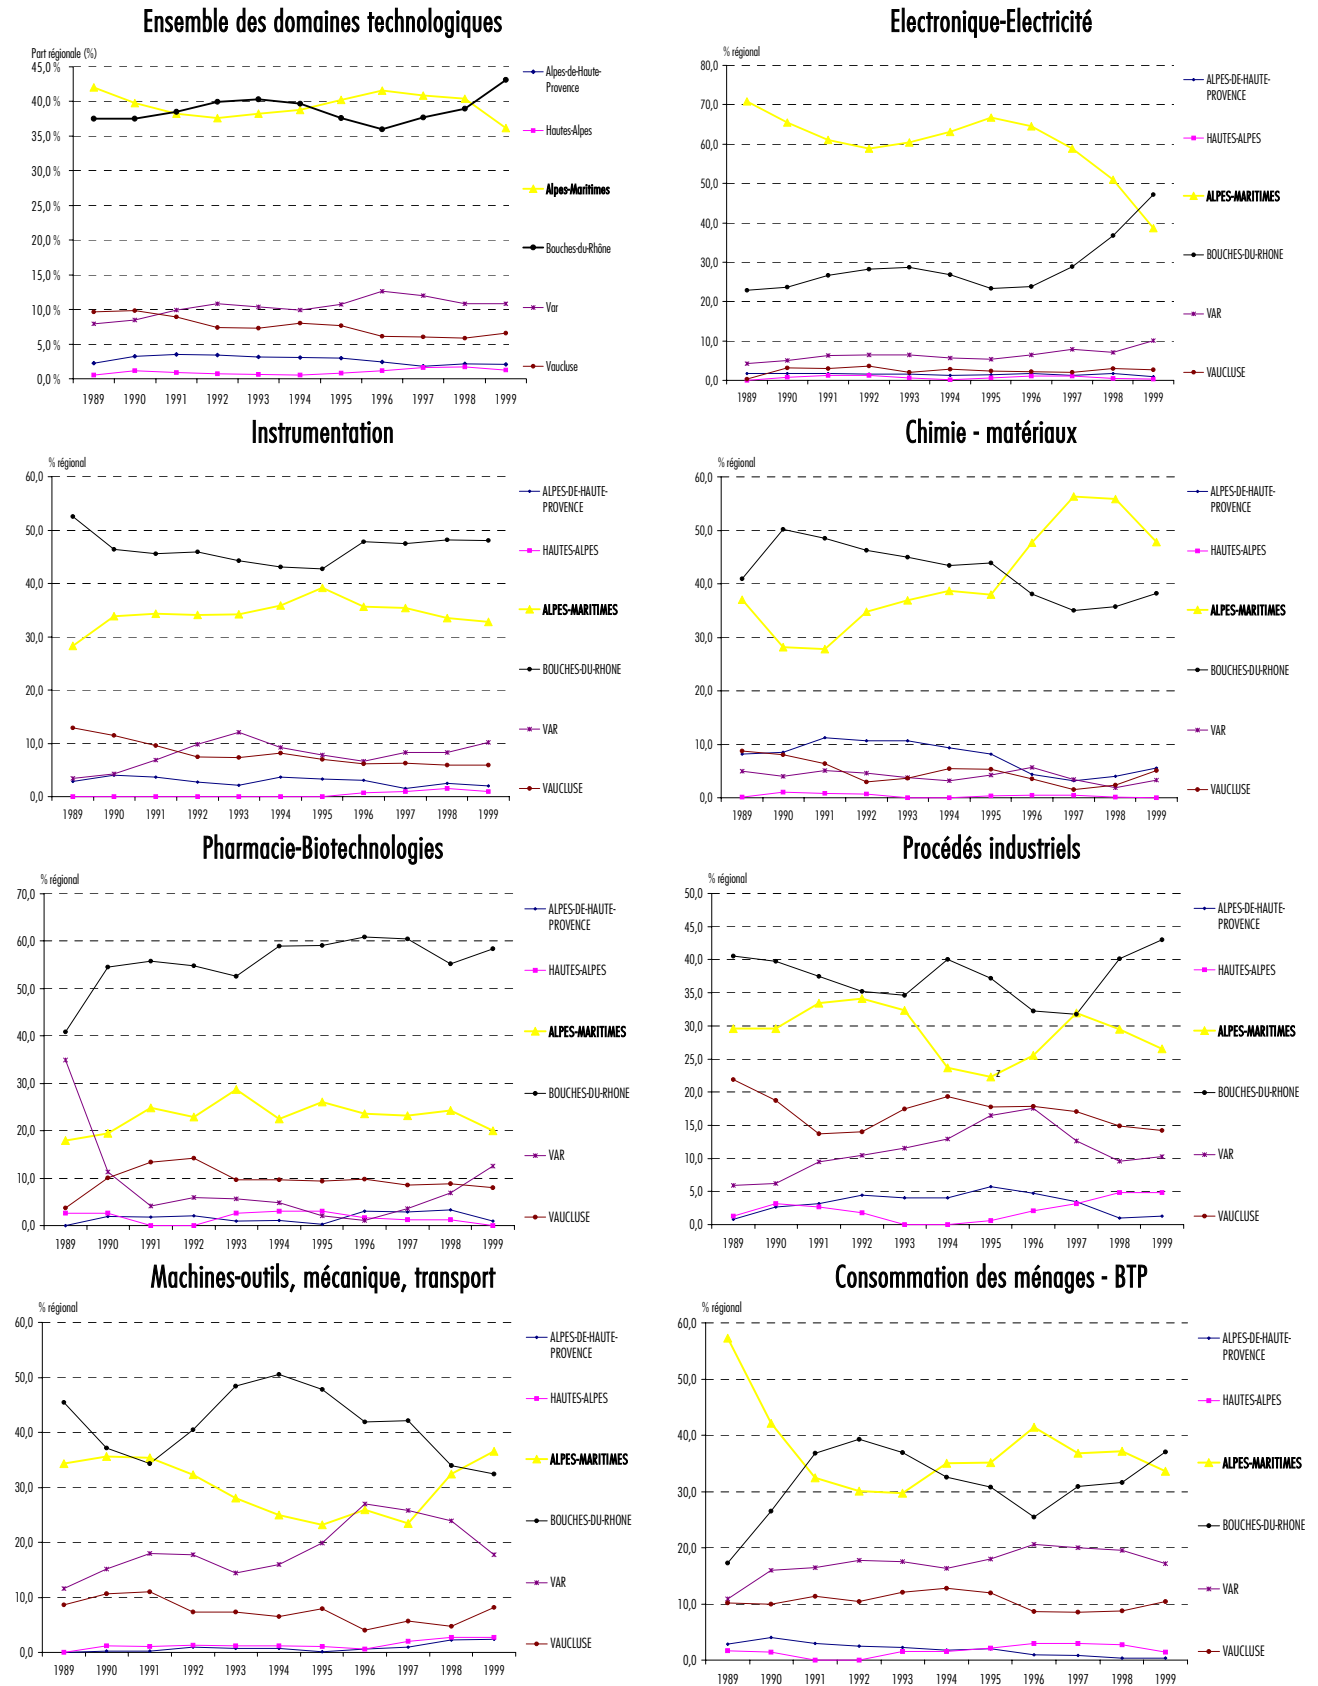 Ensemble des domaines technologiques
Part régionale (%)
45,0 %
40,0 %
35,0 %
30,0 %
25,0 %
20,0 %
15,0 %
10,0 %
5,0 %
0,0 %
1989 1990 1991 1992 1993 1994 1995 1996 1997 1998 1999
Alpes-de-Haute-
Provence
Hautes-Alpes
Alpes-Maritimes
Bouches-du-Rhône
Var
Vaucluse
Electronique-Electricité
% régional
80,0
70,0
60,0
50,0
40,0
30,0
20,0
10,0
0,0
1989 1990 1991 1992 1993 1994 1995 1996 1997 1998 1999
ALPES-DE-HAUTE-
PROVENCE
HAUTES-ALPES
ALPES-MARITIMES
BOUCHES-DU-RHONE
VAR
VAUCLUSE
Instrumentation
% régional
60,0
50,0
40,0
30,0
20,0
10,0
0,0
1989 1990 1991 1992 1993 1994 1995 1996 1997 1998 1999
ALPES-DE-HAUTE-
PROVENCE
HAUTES-ALPES
ALPES-MARITIMES
BOUCHES-DU-RHONE
VAR
VAUCLUSE
Chimie - matériaux
% régional
60,0
50,0
40,0
30,0
20,0
10,0
0,0
1989 1990 1991 1992 1993 1994 1995 1996 1997 1998 1999
ALPES-DE-HAUTE-
PROVENCE
HAUTES-ALPES
ALPES-MARITIMES
BOUCHES-DU-RHONE
VAR
VAUCLUSE
Pharmacie-Biotechnologies
% régional
70,0
60,0
50,0
40,0
30,0
20,0
10,0
0,0
1989 1990 1991 1992 1993 1994 1995 1996 1997 1998 1999
ALPES-DE-HAUTE-
PROVENCE
HAUTES-ALPES
ALPES-MARITIMES
BOUCHES-DU-RHONE
VAR
VAUCLUSE
Procédés industriels
% régional
50,0
45,0
40,0
35,0
30,0
25,0
20,0
15,0
10,0
5,0
0,0
z
1989 1990 1991 1992 1993 1994 1995 1996 1997 1998 1999
ALPES-DE-HAUTE-
PROVENCE
HAUTES-ALPES
ALPES-MARITIMES
BOUCHES-DU-RHONE
VAR
VAUCLUSE
Machines-outils, mécanique, transport
% régional
60,0
50,0
40,0
30,0
20,0
10,0
0,0
1989 1990 1991 1992 1993 1994 1995 1996 1997 1998 1999
ALPES-DE-HAUTE-
PROVENCE
HAUTES-ALPES
ALPES-MARITIMES
BOUCHES-DU-RHONE
VAR
VAUCLUSE
Consommation des ménages - BTP
% régional
60,0
50,0
40,0
30,0
20,0
10,0
0,0
1989 1990 1991 1992 1993 1994 1995 1996 1997 1998 1999
ALPES-DE-HAUTE-
PROVENCE
HAUTES-ALPES
ALPES-MARITIMES
BOUCHES-DU-RHONE
VAR
VAUCLUSE